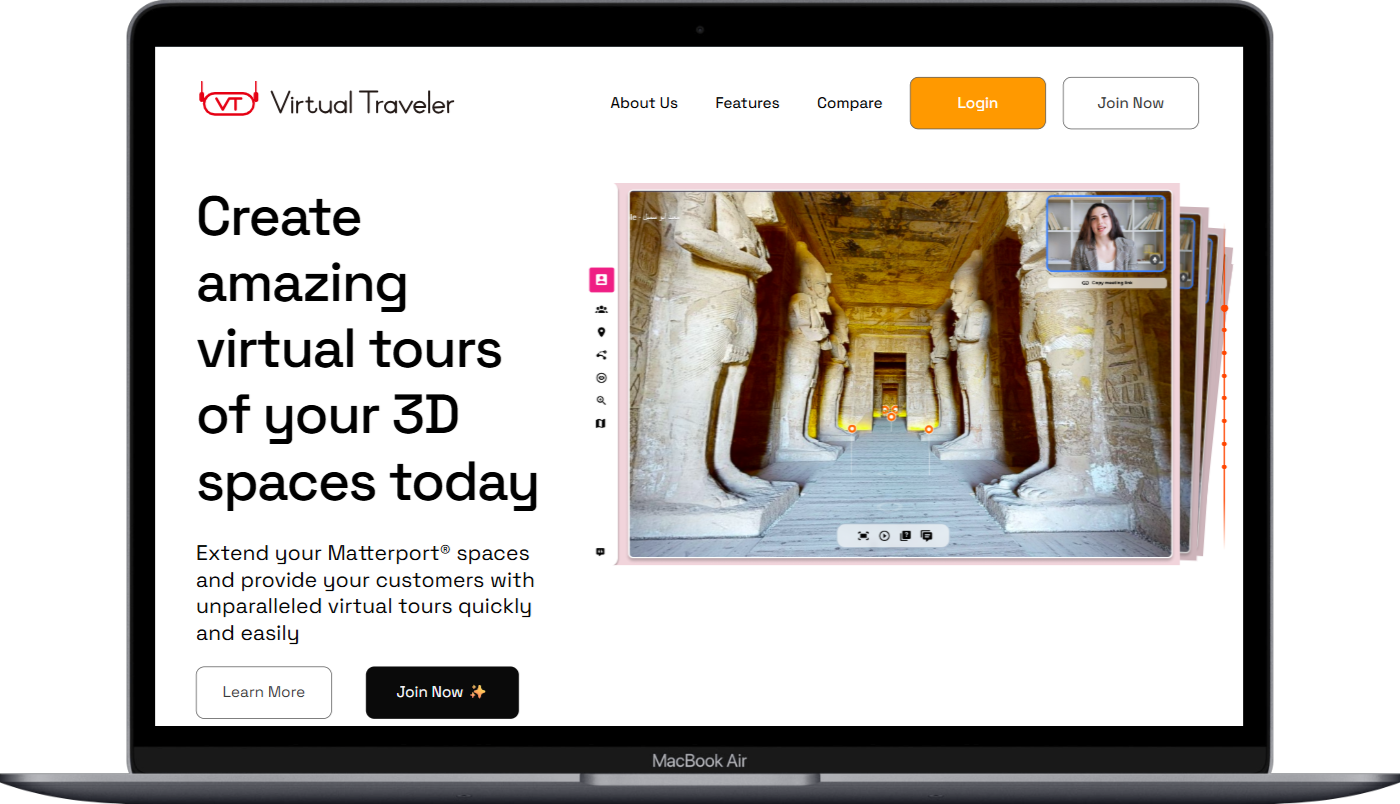 VT Virtual Traveler
About Us Features Compare Login Join Now
Create
amazing
virtual tours
of your 3D
spaces today
Extend your Matterport® spaces
and provide your customers with
unparalleled virtual tours quickly
and easily
Learn More Join Now ✨
Copy meeting link
MacBook Air